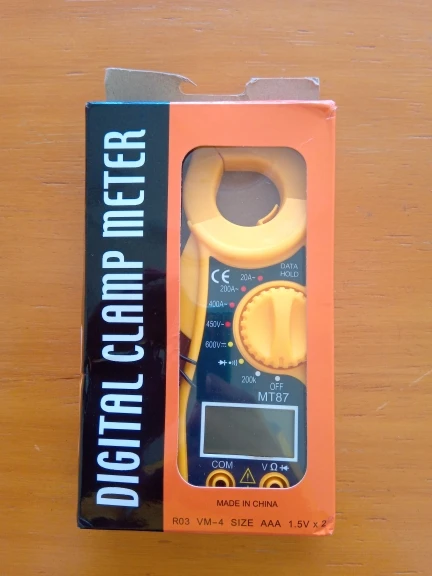 DIGITAL CLAMP METER
CE
DATA
HOLD
20A~
200A~
400A~
450V~
600V⎓
200k
OFF
MT87
COM
VΩ
MADE IN CHINA
R03 VM-4 SIZE AAA 1.5V x 2